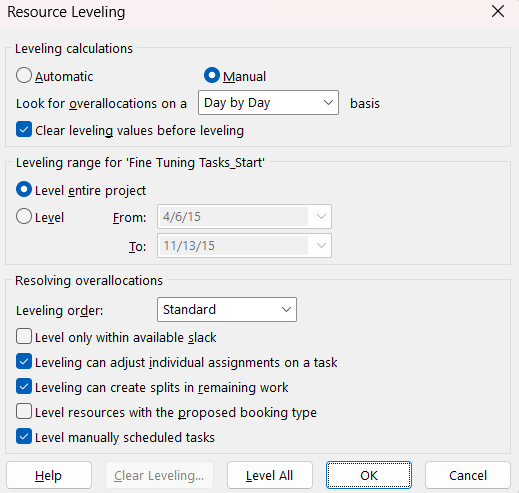 Resource Leveling
Leveling calculations
Automatic Manual
Look for overallocations on a Day by Day basis
Clear leveling values before leveling
Leveling range for 'Fine Tuning Tasks_Start'
Level entire project
Level From: 4/6/15
To: 11/13/15
Resolving overallocations
Leveling order: Standard
Level only within available slack
Leveling can adjust individual assignments on a task
Leveling can create splits in remaining work
Level resources with the proposed booking type
Level manually scheduled tasks
Help Clear Leveling... Level All OK Cancel